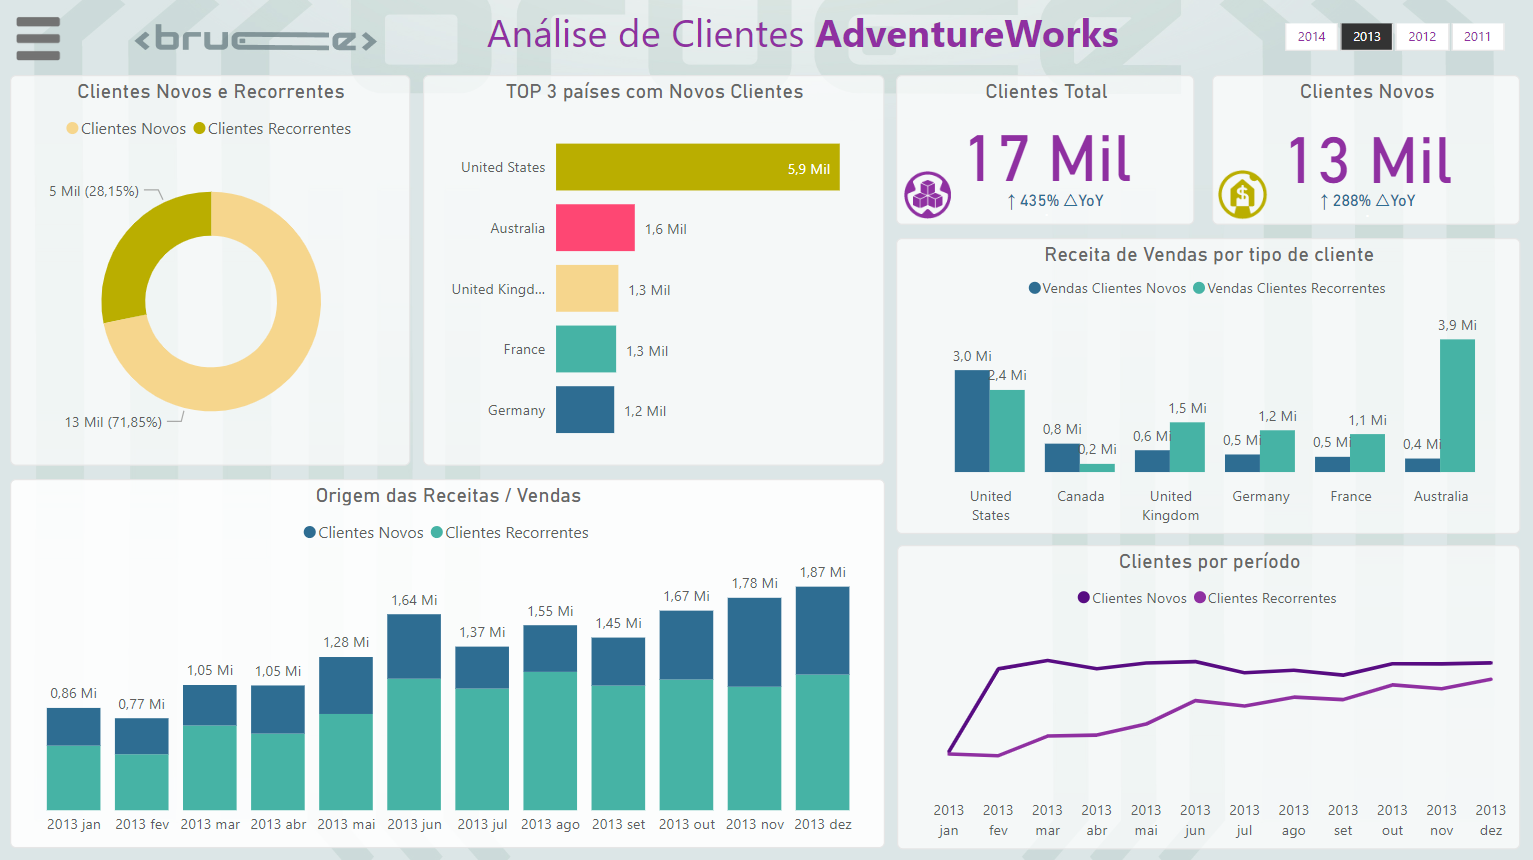 <bruce>
Análise de Clientes AdventureWorks
2014
2013
2012
2011
Clientes Novos e Recorrentes
Clientes Novos
Clientes Recorrentes
5 Mil (28,15%)
13 Mil (71,85%)
TOP 3 países com Novos Clientes
United States
5,9 Mil
Australia
1,6 Mil
United Kingd...
1,3 Mil
France
1,3 Mil
Germany
1,2 Mil
Clientes Total
17 Mil
↑ 435% △YoY
Clientes Novos
13 Mil
↑ 288% △YoY
$
Receita de Vendas por tipo de cliente
Vendas Clientes Novos
Vendas Clientes Recorrentes
3,0 Mi
2,4 Mi
0,8 Mi
0,2 Mi
0,6 Mi
1,5 Mi
0,5 Mi
1,2 Mi
0,5 Mi
1,1 Mi
0,4 Mi
3,9 Mi
United
States
Canada
United
Kingdom
Germany
France
Australia
Origem das Receitas / Vendas
Clientes Novos
Clientes Recorrentes
0,86 Mi
0,77 Mi
1,05 Mi
1,05 Mi
1,28 Mi
1,64 Mi
1,37 Mi
1,55 Mi
1,45 Mi
1,67 Mi
1,78 Mi
1,87 Mi
2013 jan
2013 fev
2013 mar
2013 abr
2013 mai
2013 jun
2013 jul
2013 ago
2013 set
2013 out
2013 nov
2013 dez
Clientes por período
Clientes Novos
Clientes Recorrentes
2013
jan
2013
fev
2013
mar
2013
abr
2013
mai
2013
jun
2013
jul
2013
ago
2013
set
2013
out
2013
nov
2013
dez